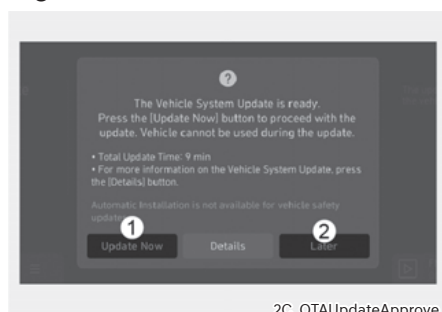 ?
The Vehicle System Update is ready.
Press the [Update Now] button to proceed with the
update. Vehicle cannot be used during the update.
• Total Update Time: 9 min
• For more information on the Vehicle System Update, press
the [Details] button.
Automatic Installation is not available for vehicle safety
1 2
Update Now Details Later
2C_OTAUpdateApprove